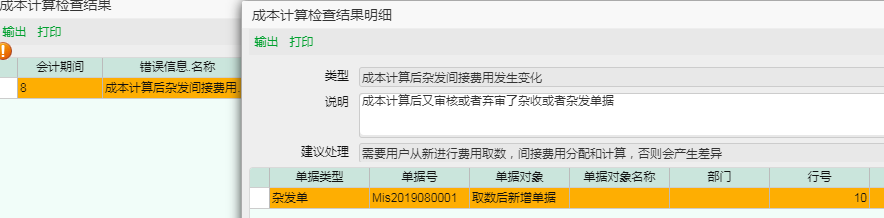 成本计算检查结果
输出 打印
!
会计期间 错误信息.名称
8 成本计算后杂发间接费用.
成本计算检查结果明细
输出 打印
类型 成本计算后杂发间接费用发生变化
说明 成本计算后又审核或者弃审了杂收或者杂发单据
建议处理 需要用户从新进行费用取数，间接费用分配和计算，否则会产生差异
单据类型 单据号 单据对象 单据对象名称 部门 行号
杂发单 Mis2019080001 取数后新增单据 10